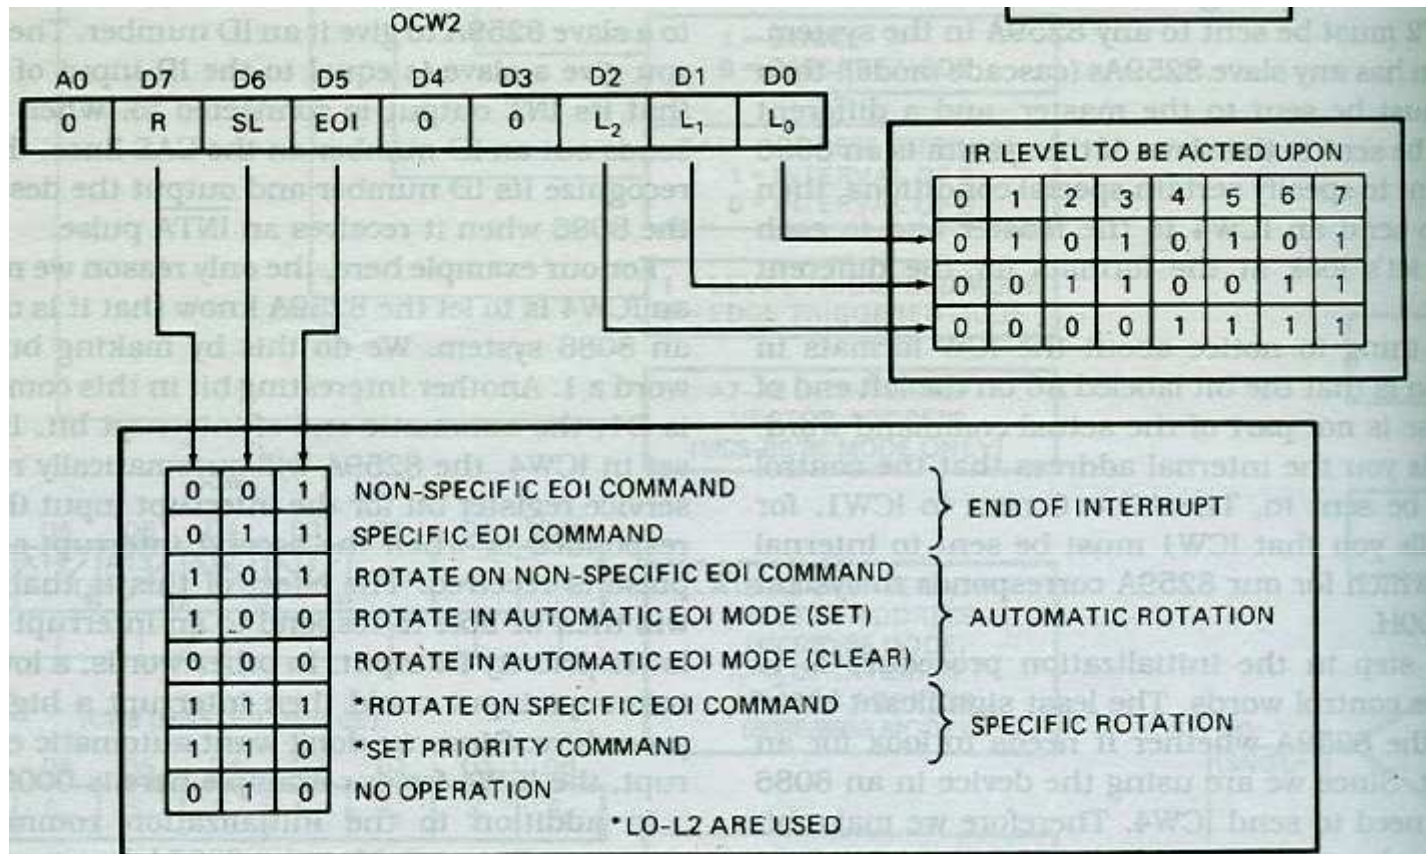 OCW2
A0 D7 D6 D5 D4 D3 D2 D1 D0
0 R SL EOI 0 0 L2 L1 L0
IR LEVEL TO BE ACTED UPON
0 1 2 3 4 5 6 7
0 1 0 1 0 1 0 1
0 0 1 1 0 0 1 1
0 0 0 0 1 1 1 1
0 0 1 NON-SPECIFIC EOI COMMAND
0 1 1 SPECIFIC EOI COMMAND
END OF INTERRUPT
1 0 1 ROTATE ON NON-SPECIFIC EOI COMMAND
1 0 0 ROTATE IN AUTOMATIC EOI MODE (SET)
0 0 0 ROTATE IN AUTOMATIC EOI MODE (CLEAR)
AUTOMATIC ROTATION
1 1 1 *ROTATE ON SPECIFIC EOI COMMAND
1 1 0 *SET PRIORITY COMMAND
SPECIFIC ROTATION
0 1 0 NO OPERATION
*L0-L2 ARE USED